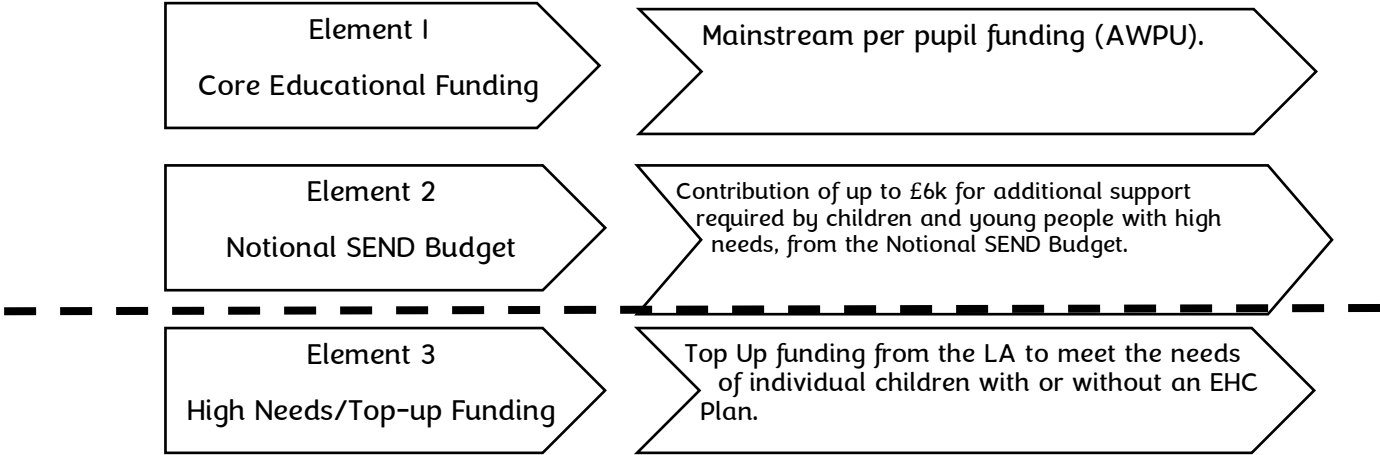 Element 1
Core Educational Funding
Mainstream per pupil funding (AWPU).
Element 2
Notional SEND Budget
Contribution of up to £6k for additional support
required by children and young people with high
needs, from the Notional SEND Budget.
Element 3
High Needs/Top-up Funding
Top Up funding from the LA to meet the needs
of individual children with or without an EHC
Plan.